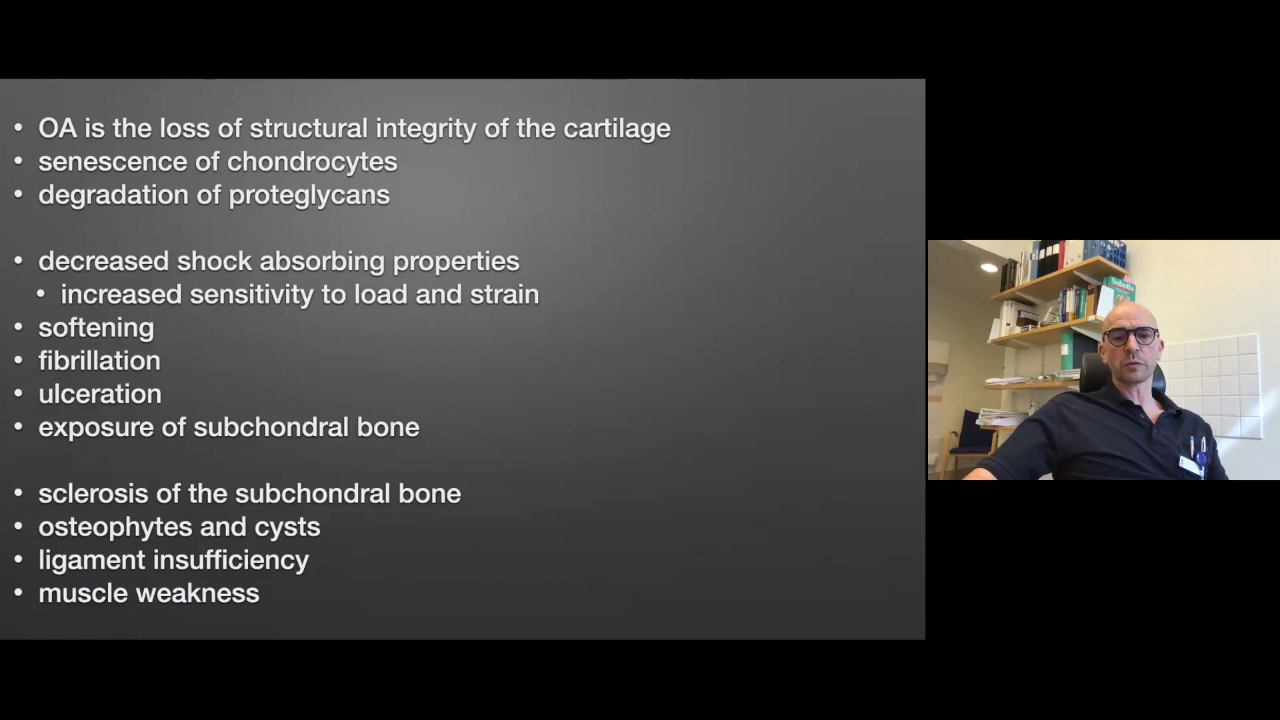 • OA is the loss of structural integrity of the cartilage
• senescence of chondrocytes
• degradation of proteglycans
• decreased shock absorbing properties
• increased sensitivity to load and strain
• softening
• fibrillation
• ulceration
• exposure of subchondral bone
• sclerosis of the subchondral bone
• osteophytes and cysts
• ligament insufficiency
• muscle weakness
Sobotta